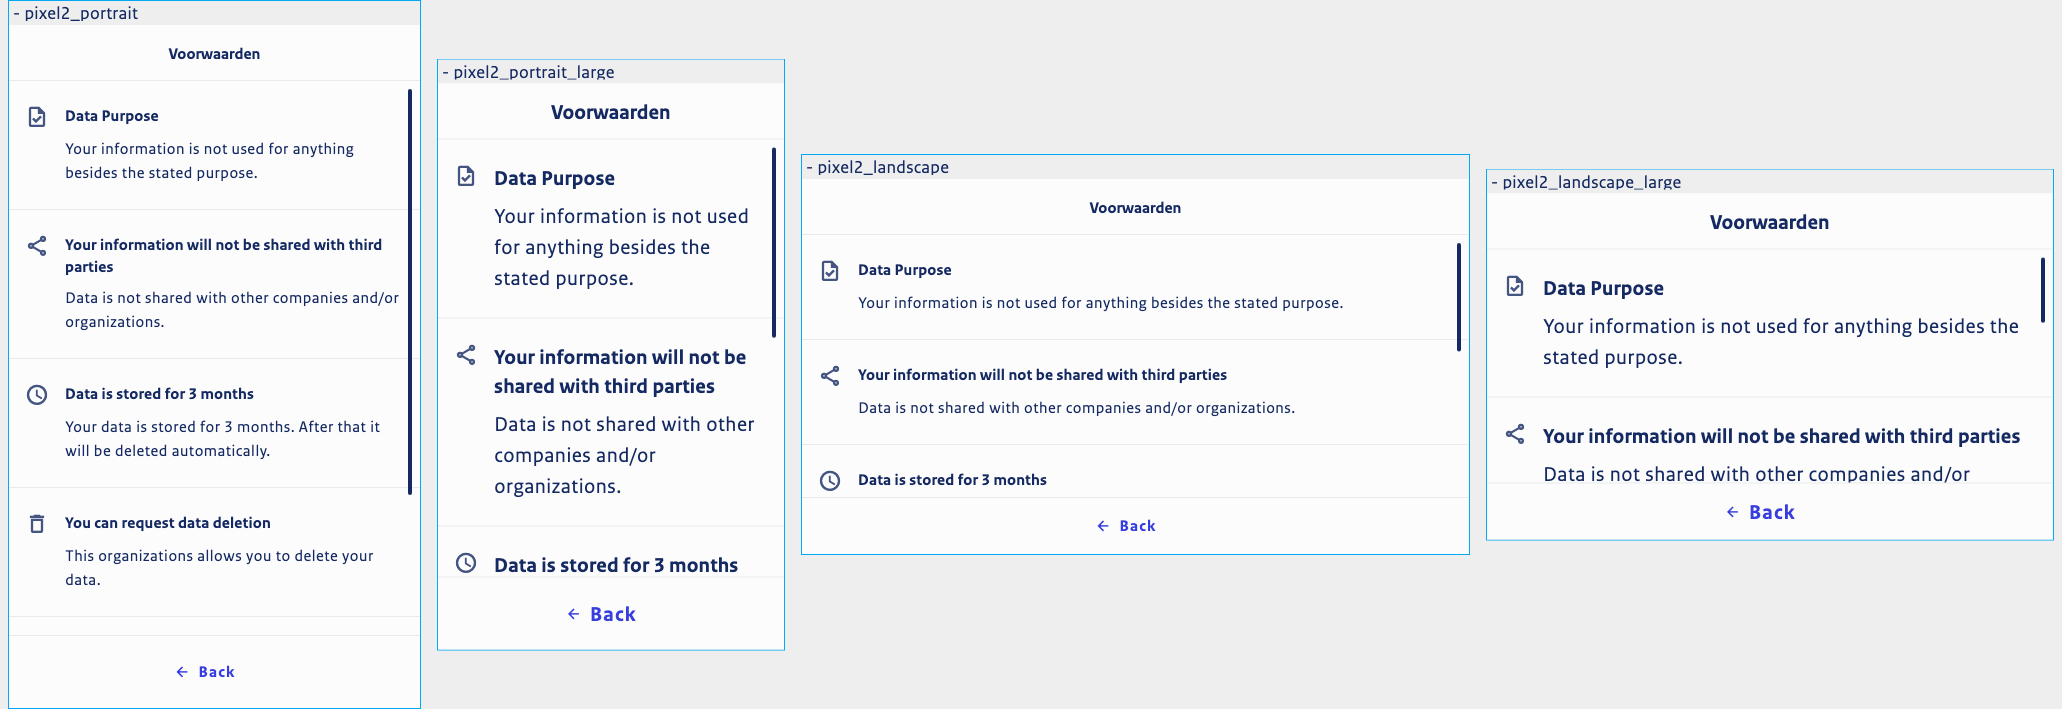 - pixel2_portrait
Voorwaarden
Data Purpose
Your information is not used for anything
besides the stated purpose.
Your information will not be shared with third
parties
Data is not shared with other companies and/or
organizations.
Data is stored for 3 months
Your data is stored for 3 months. After that it
will be deleted automatically.
You can request data deletion
This organizations allows you to delete your
data.
← Back
- pixel2_portrait_large
Voorwaarden
Data Purpose
Your information is not used
for anything besides the
stated purpose.
Your information will not be
shared with third parties
Data is not shared with other
companies and/or
organizations.
Data is stored for 3 months
← Back
- pixel2_landscape
Voorwaarden
Data Purpose
Your information is not used for anything besides the stated purpose.
Your information will not be shared with third parties
Data is not shared with other companies and/or organizations.
Data is stored for 3 months
← Back
- pixel2_landscape_large
Voorwaarden
Data Purpose
Your information is not used for anything besides the
stated purpose.
Your information will not be shared with third parties
Data is not shared with other companies and/or
← Back